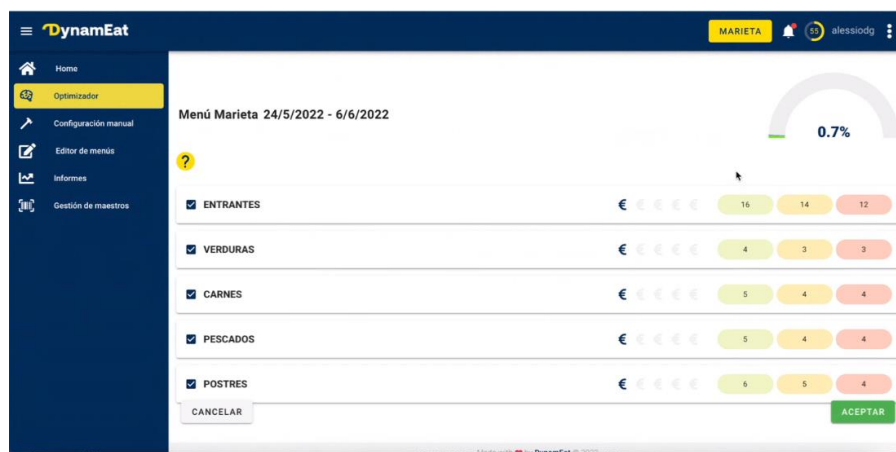 DynamEat
MARIETA
55
alessiodg
Home
Optimizador
Configuración manual
Editor de menús
Informes
Gestión de maestros
Menú Marieta 24/5/2022 - 6/6/2022
0.7%
?
ENTRANTES € € € € € 16 14 12
VERDURAS € € € € € 4 3 3
CARNES € € € € € 5 4 4
PESCADOS € € € € € 5 4 4
POSTRES € € € € € 6 5 4
CANCELAR
ACEPTAR